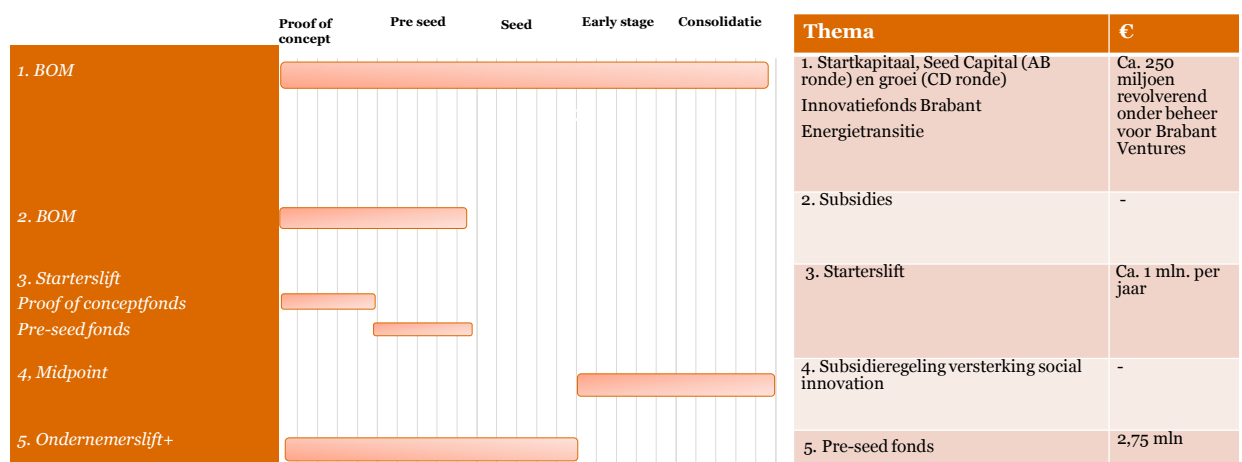 Proof of
concept
Pre seed
Seed
Early stage
Consolidatie
1. BOM
2. BOM
3. Starterslift
Proof of conceptfonds
Pre-seed fonds
4, Midpoint
5. Ondernemerslift+
Thema
€
1. Startkapitaal, Seed Capital (AB
ronde) en groei (CD ronde)
Innovatiefonds Brabant
Energietransitie
Ca. 250
miljoen
revolverend
onder beheer
voor Brabant
Ventures
2. Subsidies
-
3. Starterslift
Ca. 1 mln. per
jaar
4. Subsidieregeling versterking social
innovation
-
5. Pre-seed fonds
2,75 mln